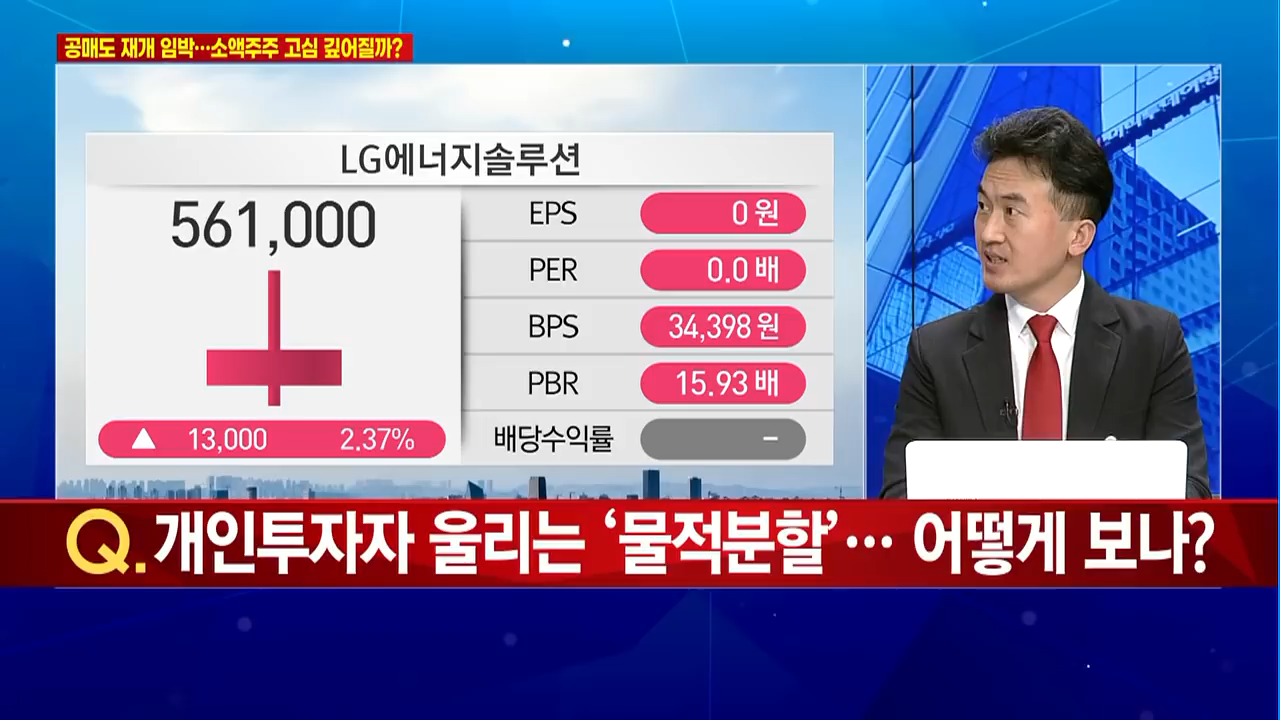 공매도 재개 임박…소액주주 고심 깊어질까?
LG에너지솔루션
561,000
▲ 13,000 2.37%
EPS 0 원
PER 0.0 배
BPS 34,398 원
PBR 15.93 배
배당수익률 –
Q. 개인투자자 울리는 ‘물적분할’… 어떻게 보나?